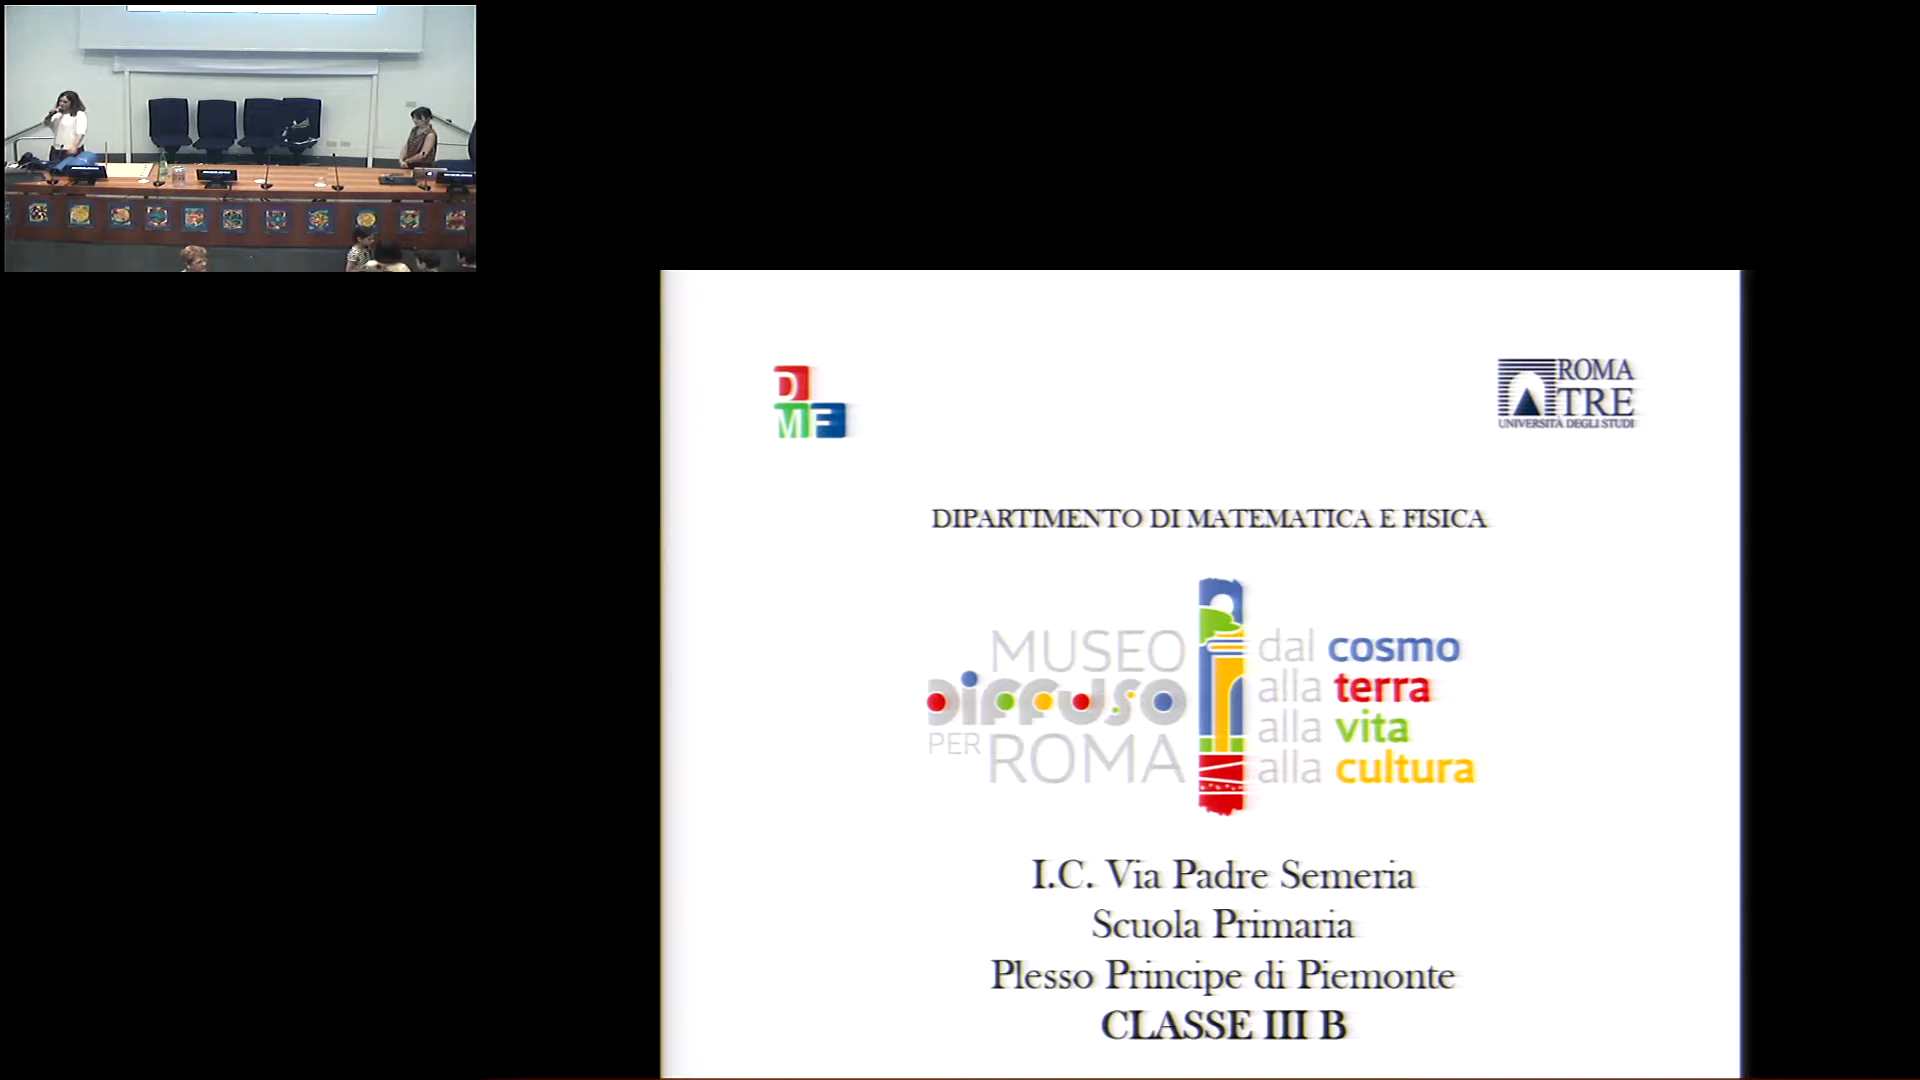 D
MF
ROMA
TRE
UNIVERSITÀ DEGLI STUDI
DIPARTIMENTO DI MATEMATICA E FISICA
MUSEO
DIFFUSO
PER ROMA
dal cosmo
alla terra
alla vita
alla cultura
I.C. Via Padre Semeria
Scuola Primaria
Plesso Principe di Piemonte
CLASSE III B